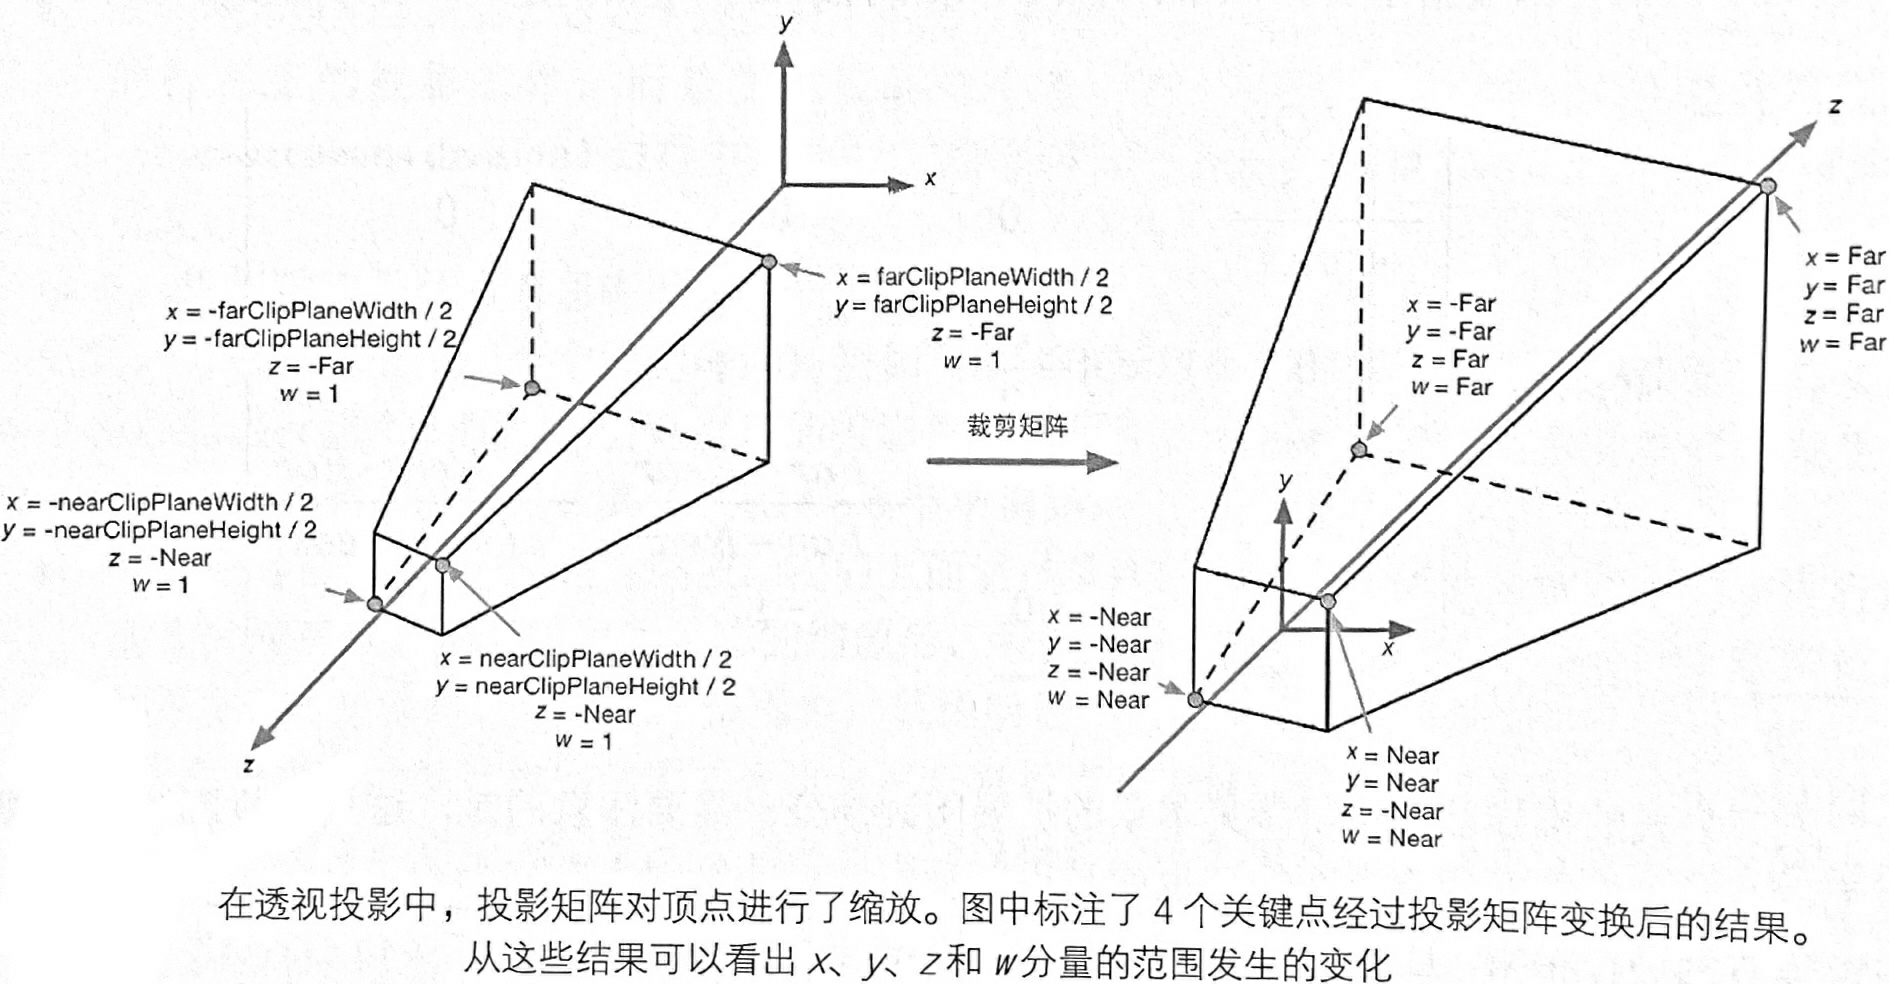 y
x
x = -farClipPlaneWidth / 2
y = -farClipPlaneHeight / 2
z = -Far
w = 1
x = farClipPlaneWidth / 2
y = farClipPlaneHeight / 2
z = -Far
w = 1
x = -nearClipPlaneWidth / 2
y = -nearClipPlaneHeight / 2
z = -Near
w = 1
x = nearClipPlaneWidth / 2
y = nearClipPlaneHeight / 2
z = -Near
w = 1
z
裁剪矩阵
z
x = Far
y = Far
z = Far
w = Far
x = -Far
y = -Far
z = Far
w = Far
y
x
x = -Near
y = -Near
z = -Near
w = Near
x = Near
y = Near
z = -Near
w = Near
在透视投影中，投影矩阵对顶点进行了缩放。图中标注了 4 个关键点经过投影矩阵变换后的结果。
从这些结果可以看出 x、y、z 和 w 分量的范围发生的变化